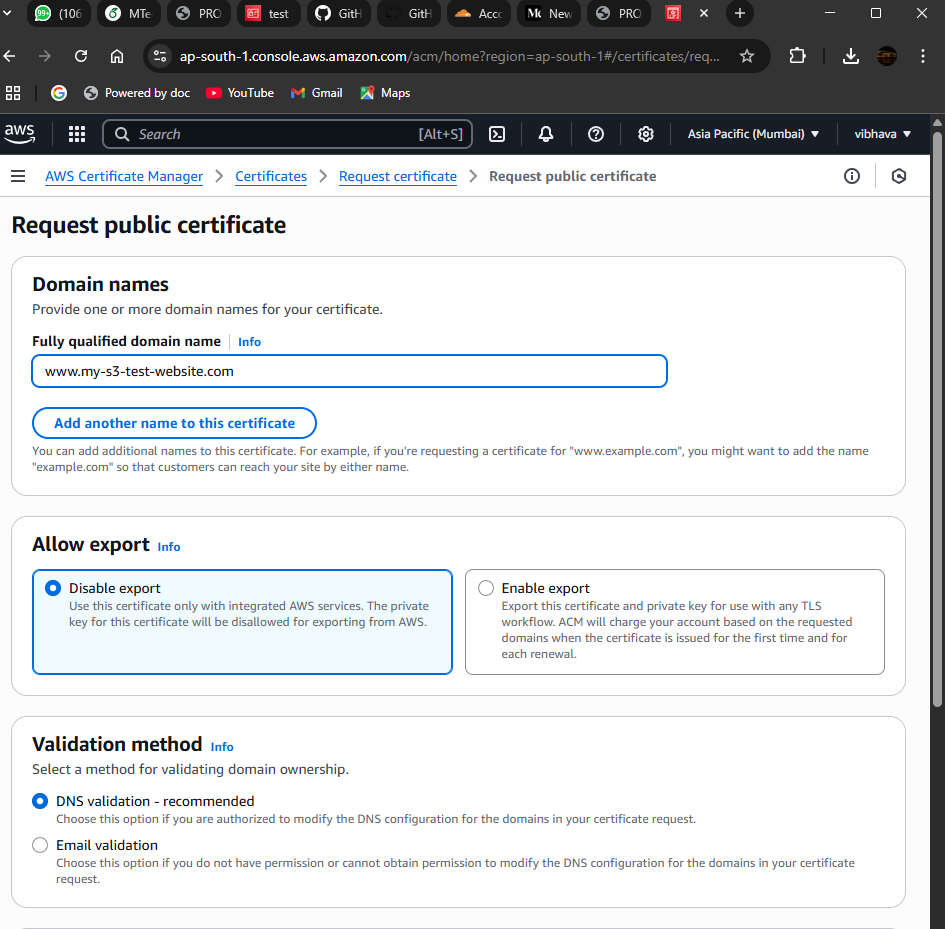 99+ (106
MTe
PRO
test
GitH
GitH
Acco
New
PRO
ap-south-1.console.aws.amazon.com/acm/home?region=ap-south-1#/certificates/req...
Powered by doc
YouTube
Gmail
Maps
aws
Search
[Alt+S]
Asia Pacific (Mumbai)
vibhava
AWS Certificate Manager
Certificates
Request certificate
Request public certificate
Request public certificate
Domain names
Provide one or more domain names for your certificate.
Fully qualified domain name
Info
www.my-s3-test-website.com
Add another name to this certificate
You can add additional names to this certificate. For example, if you're requesting a certificate for "www.example.com", you might want to add the name
"example.com" so that customers can reach your site by either name.
Allow export Info
Disable export
Use this certificate only with integrated AWS services. The private
key for this certificate will be disallowed for exporting from AWS.
Enable export
Export this certificate and private key for use with any TLS
workflow. ACM will charge your account based on the requested
domains when the certificate is issued for the first time and for
each renewal.
Validation method Info
Select a method for validating domain ownership.
DNS validation - recommended
Choose this option if you are authorized to modify the DNS configuration for the domains in your certificate request.
Email validation
Choose this option if you do not have permission or cannot obtain permission to modify the DNS configuration for the domains in your certificate
request.